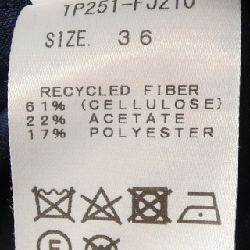 TP251-FJ210
SIZE. 36
RECYCLED FIBER
61% (CELLULOSE)
22% ACETATE
17% POLYESTER
F